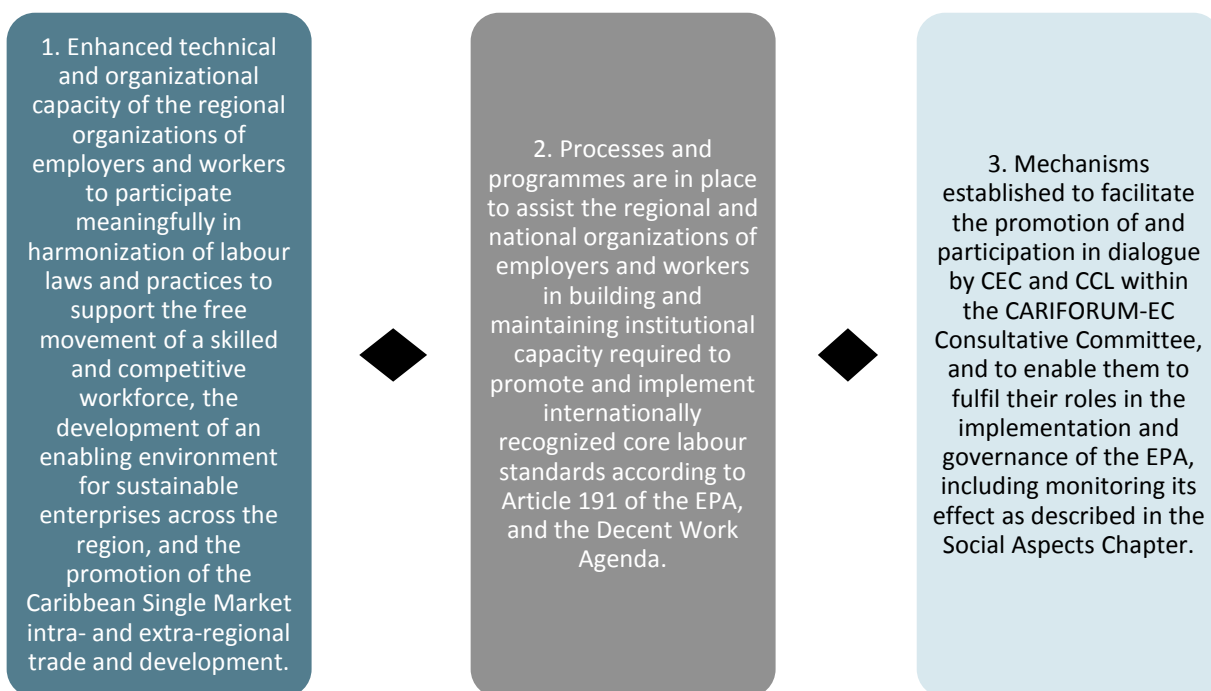 1. Enhanced technical
and organizational
capacity of the regional
organizations of
employers and workers
to participate
meaningfully in
harmonization of labour
laws and practices to
support the free
movement of a skilled
and competitive
workforce, the
development of an
enabling environment
for sustainable
enterprises across the
region, and the
promotion of the
Caribbean Single Market
intra- and extra-regional
trade and development.
2. Processes and
programmes are in place
to assist the regional and
national organizations of
employers and workers
in building and
maintaining institutional
capacity required to
promote and implement
internationally
recognized core labour
standards according to
Article 191 of the EPA,
and the Decent Work
Agenda.
3. Mechanisms
established to facilitate
the promotion of and
participation in dialogue
by CEC and CCL within
the CARIFORUM-EC
Consultative Committee,
and to enable them to
fulfil their roles in the
implementation and
governance of the EPA,
including monitoring its
effect as described in the
Social Aspects Chapter.